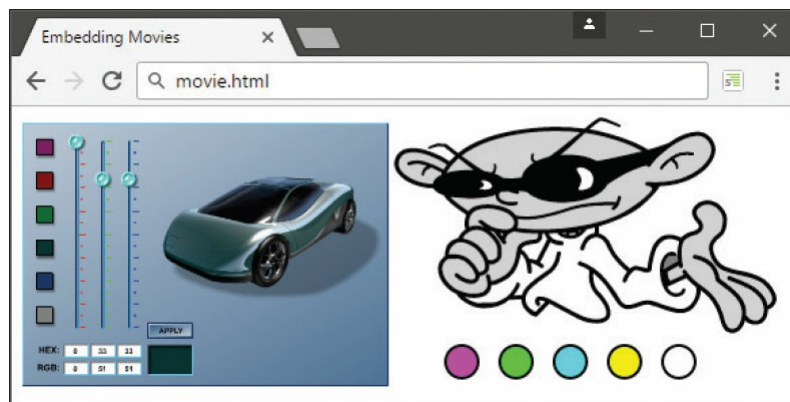 Embedding Movies
movie.html
APPLY
HEX: 0 33 33
RGB: 0 51 51